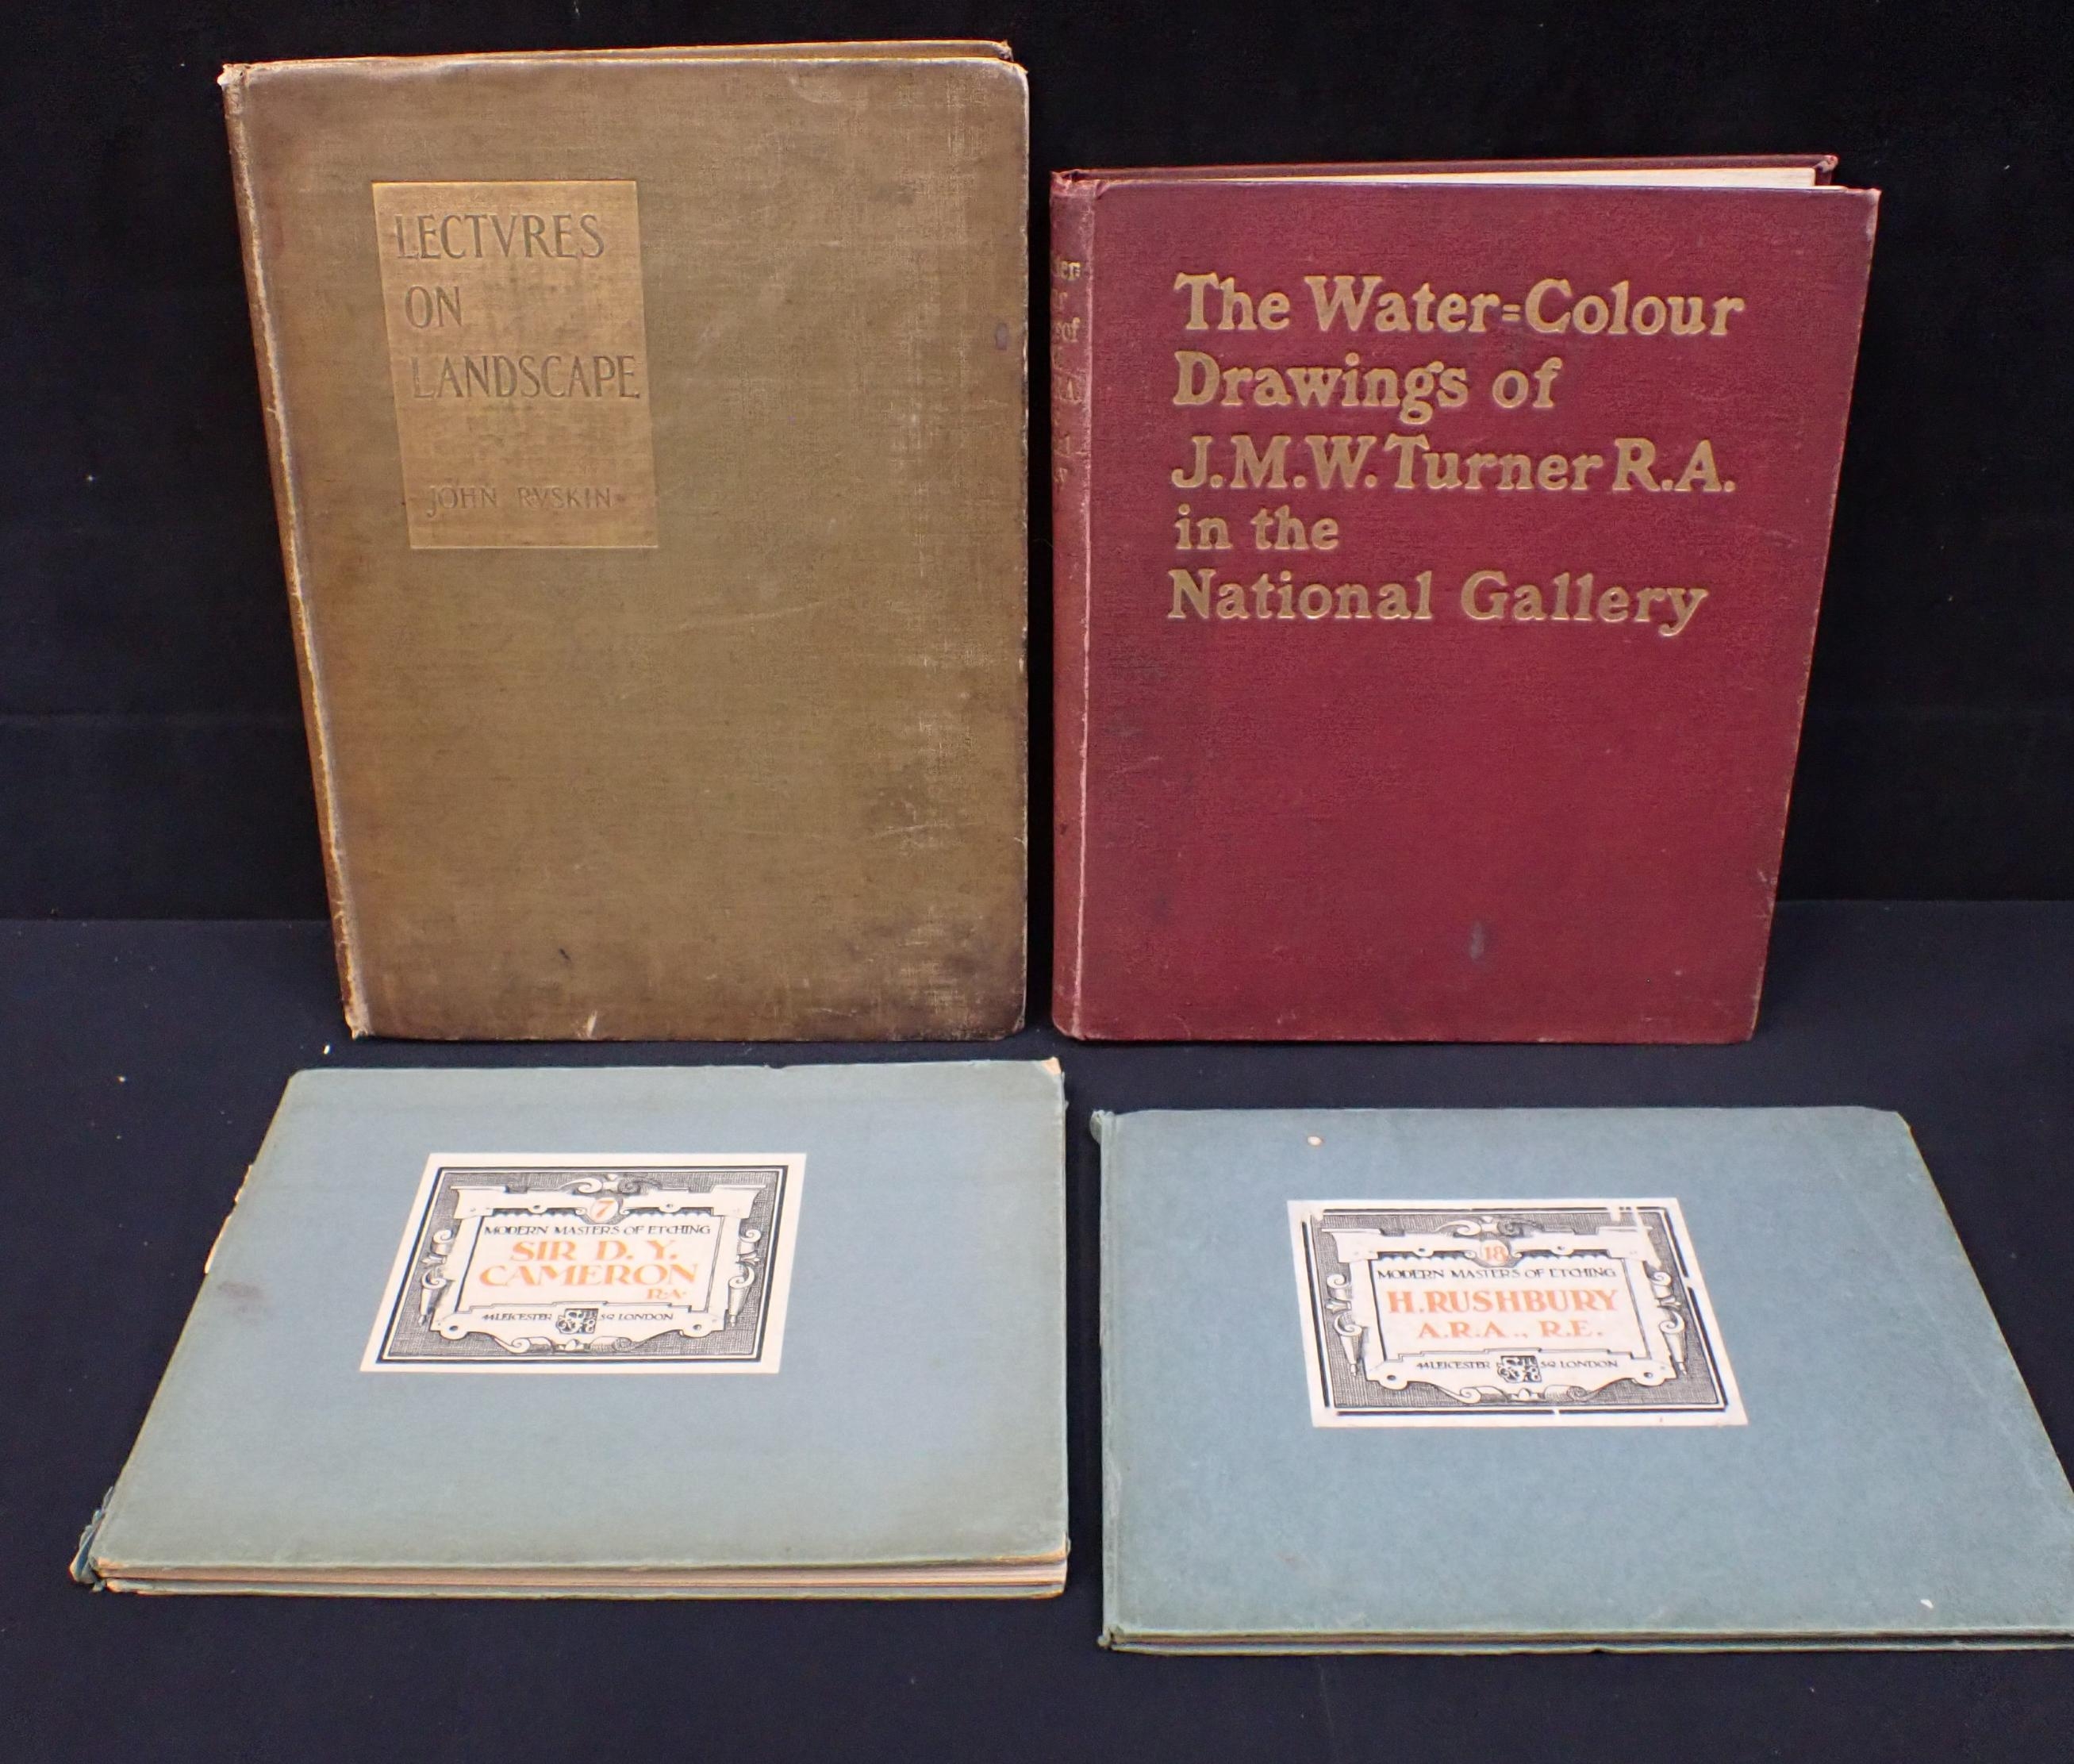 LECTVRES
ON
LANDSCAPE
JOHN RVSKIN
The Water=Colour
Drawings of
J.M.W. Turner R.A.
in the
National Gallery
7
MODERN MASTERS OF ETCHING
SIR D. Y.
CAMERON
R.A.
44 LEICESTER SQ LONDON
18
MODERN MASTERS OF ETCHING
H. RUSHBURY
A.R.A., R.E.
44 LEICESTER SQ LONDON